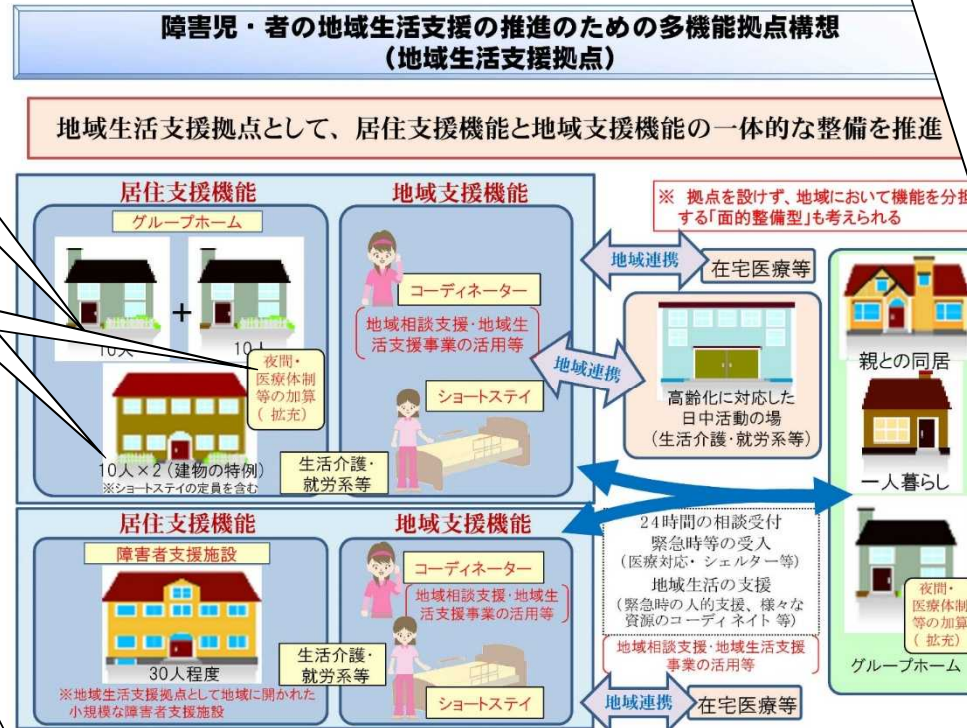 障害児・者の地域生活支援の推進のための多機能拠点構想
（地域生活支援拠点）
地域生活支援拠点として、居住支援機能と地域支援機能の一体的な整備を推進
居住支援機能
地域支援機能
グループホーム
+
10人
10人
夜間・
医療体制
等の加算
（ 拡充）
10人×2（建物の特例）
※ショートステイの定員を含む
コーディネーター
地域相談支援・地域生
活支援事業の活用等
ショートステイ
生活介護・
就労系等
※ 拠点を設けず、地域において機能を分担
する「面的整備型」も考えられる
地域連携
在宅医療等
地域連携
高齢化に対応した
日中活動の場
（生活介護・就労系等）
親との同居
一人暮らし
夜間・
医療体制
等の加算
（ 拡充）
グループホーム
居住支援機能
地域支援機能
障害者支援施設
30人程度
※地域生活支援拠点として地域に開かれた
小規模な障害者支援施設
コーディネーター
地域相談支援・地域生
活支援事業の活用等
生活介護・
就労系等
ショートステイ
24時間の相談受付
緊急時等の受入
（医療対応・ シェルター等）
地域生活の支援
（緊急時の人的支援、様々な
資源のコーディネイト 等）
地域相談支援・地域生活支援
事業の活用等
地域連携
在宅医療等